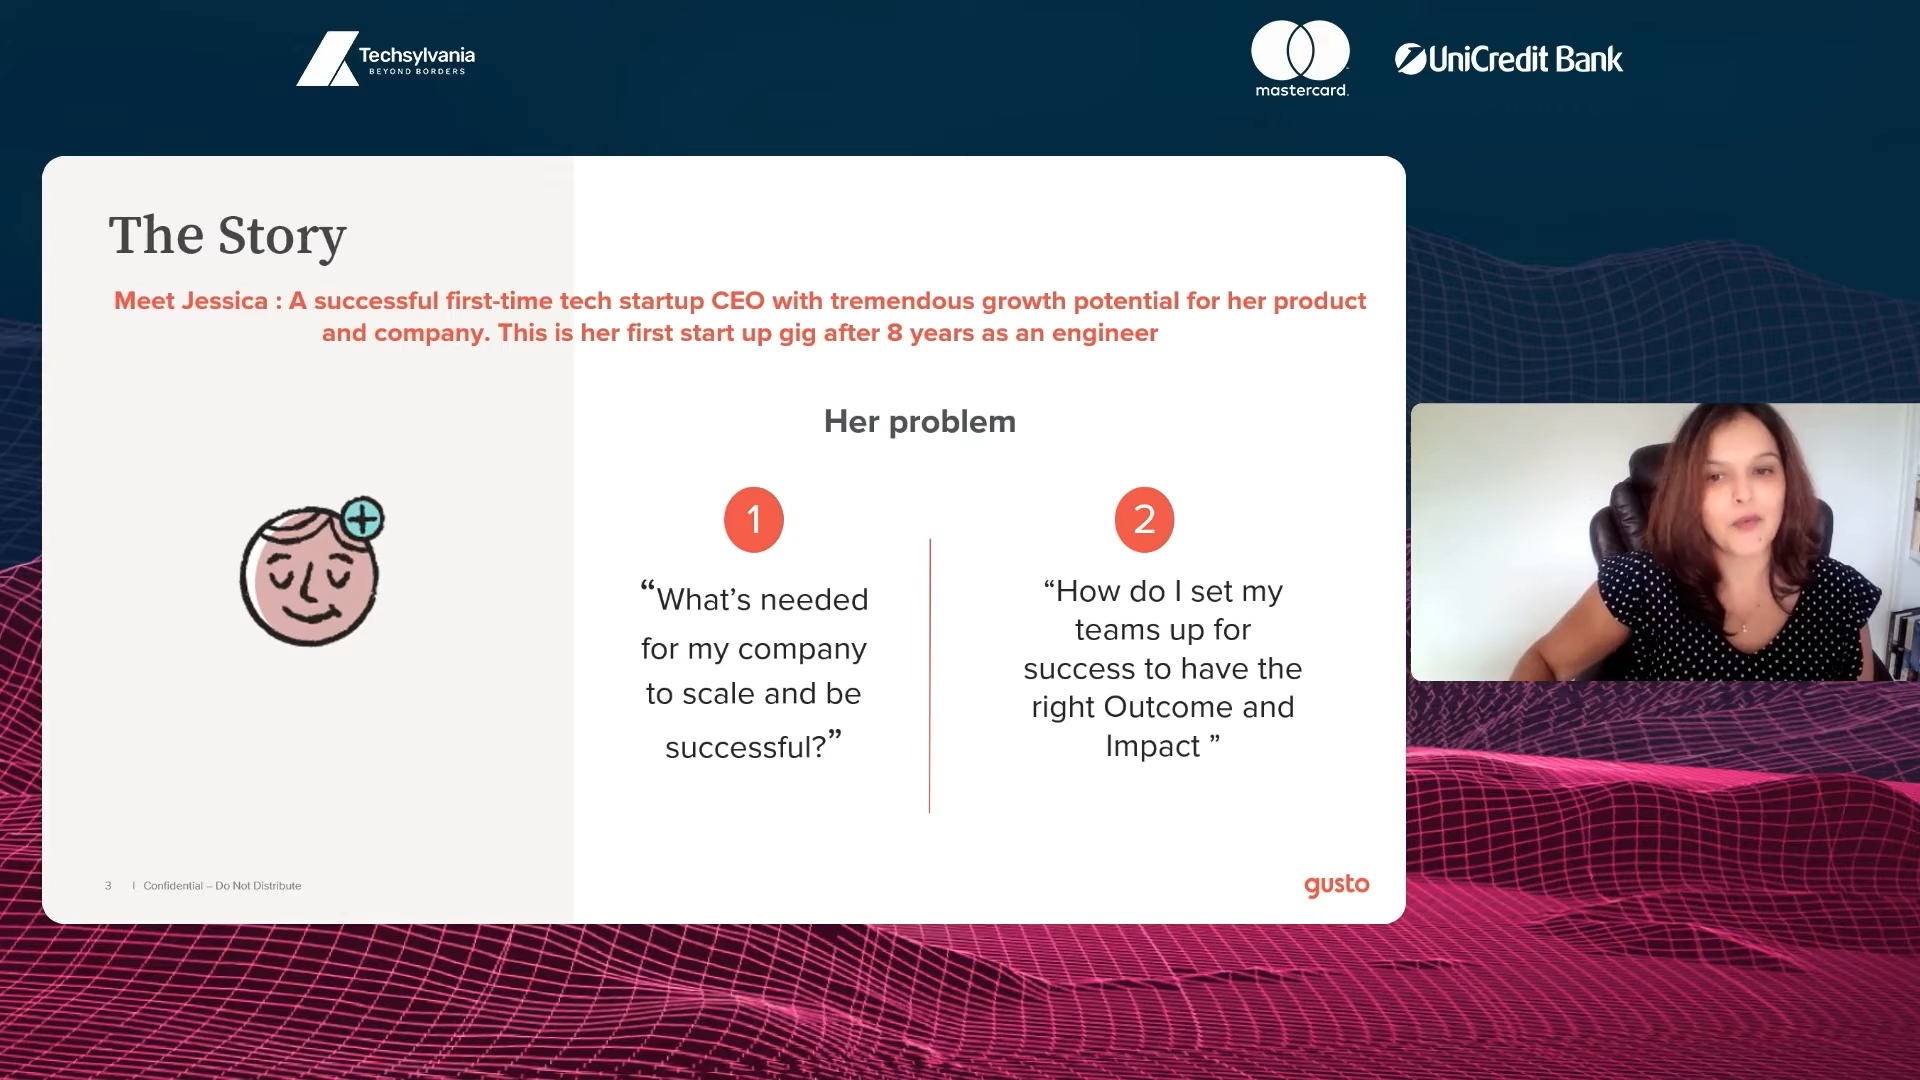 Techsylvania
BEYOND BORDERS
mastercard.
UniCredit Bank
The Story
Meet Jessica : A successful first-time tech startup CEO with tremendous growth potential for her product
and company. This is her first start up gig after 8 years as an engineer
Her problem
1
“What’s needed
for my company
to scale and be
successful?”
2
“How do I set my
teams up for
success to have the
right Outcome and
Impact ”
3 | Confidential – Do Not Distribute
gusto